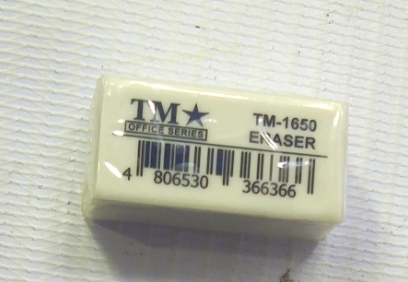 TM★ TM-1650
OFFICE SERIES ERASER
4 806530 366366